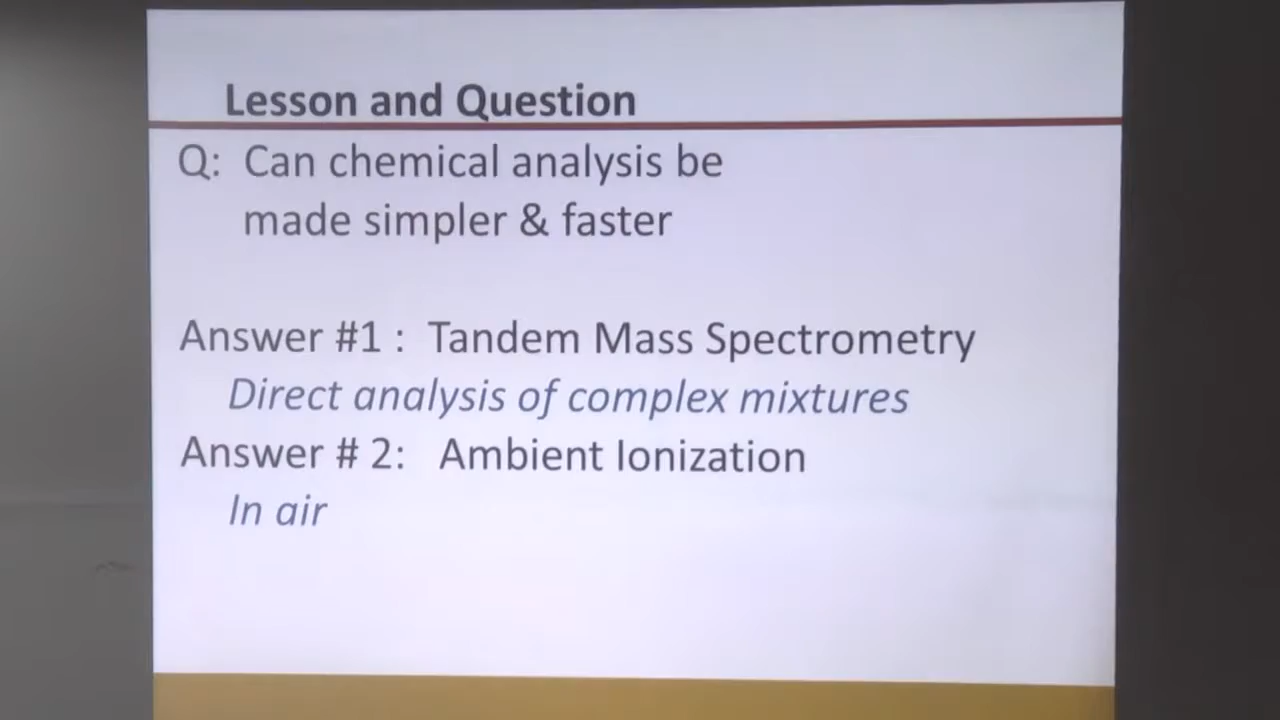 Lesson and Question
Q: Can chemical analysis be
made simpler & faster
Answer #1 : Tandem Mass Spectrometry
Direct analysis of complex mixtures
Answer # 2: Ambient Ionization
In air